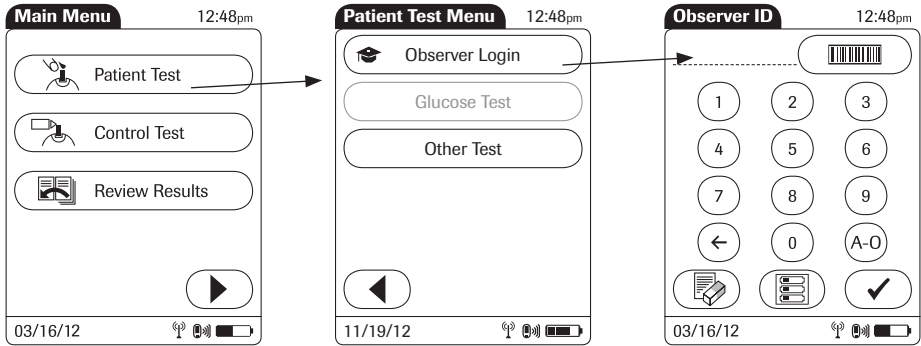 Main Menu 12:48pm
Patient Test
Control Test
Review Results
03/16/12
Patient Test Menu 12:48pm
Observer Login
Glucose Test
Other Test
11/19/12
Observer ID 12:48pm
1 2 3
4 5 6
7 8 9
0 A-O
03/16/12